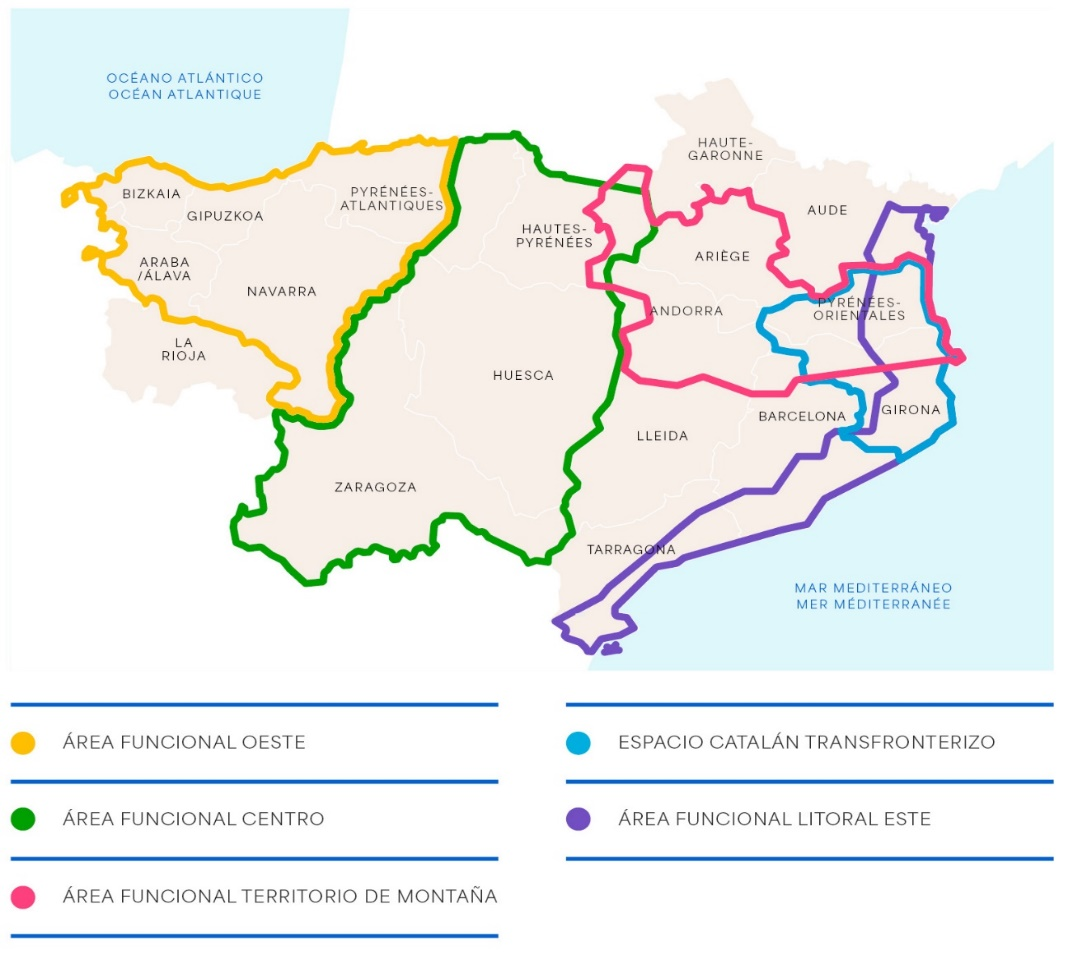 OCÉANO ATLÁNTICO
OCÉAN ATLANTIQUE
HAUTE-
GARONNE
BIZKAIA
GIPUZKOA
PYRÉNÉES-
ATLANTIQUES
AUDE
HAUTES-
PYRÉNÉES
ARIÈGE
ARABA
/ÁLAVA
NAVARRA
ANDORRA
PYRÉNÉES-
ORIENTALES
LA
RIOJA
HUESCA
BARCELONA
GIRONA
LLEIDA
ZARAGOZA
TARRAGONA
MAR MEDITERRÁNEO
MER MÉDITERRANÉE
ÁREA FUNCIONAL OESTE
ÁREA FUNCIONAL CENTRO
ÁREA FUNCIONAL TERRITORIO DE MONTAÑA
ESPACIO CATALÁN TRANSFRONTERIZO
ÁREA FUNCIONAL LITORAL ESTE